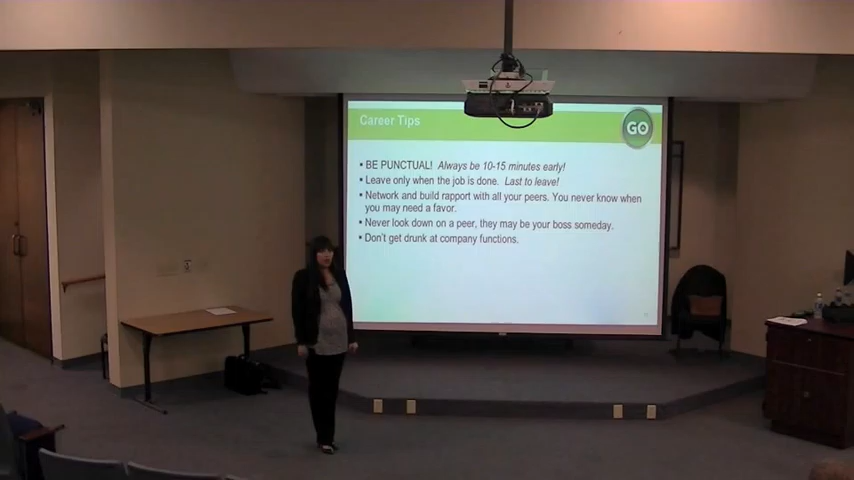 Career Tips
GO
• BE PUNCTUAL! Always be 10-15 minutes early!
• Leave only when the job is done. Last to leave!
• Network and build rapport with all your peers. You never know when
you may need a favor.
• Never look down on a peer, they may be your boss someday.
• Don't get drunk at company functions.